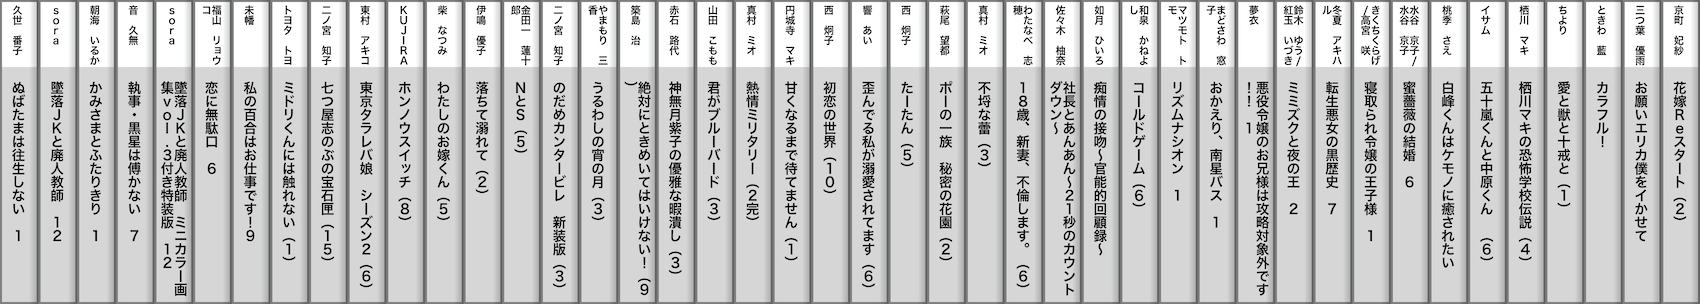 京町 妃紗
花嫁Ｒｅスタート（２）
三つ葉 優雨
お願いエリカ僕をイかせて
ときわ 藍
カラフル！
ちより
愛と獣と十戒と（１）
栖川 マキ
栖川マキの恐怖学校伝説（４）
イサム
五十嵐くんと中原くん （６）
桃季 さえ
白峰くんはケモノに癒されたい
水谷 京子/
水谷 京子
蜜薔薇の結婚 ６
きくちくらげ
/高宮 咲
寝取られ令嬢の王子様 １
冬夏 アキハ
ル
転生悪女の黒歴史 ７
鈴木 ゆう/
紅玉 いづき
ミミズクと夜の王 ２
夢衣
悪役令嬢のお兄様は攻略対象外です
！！ １
まどざわ 窓
子
おかえり、南星バス １
マツモト ト
モ
リズムナシオン １
和泉 かねよ
し
コールドゲーム（６）
如月 ひいろ
痴情の接吻～官能的回顧録～
佐々木 柚奈
社長とあんあん～２１秒のカウント
ダウン～
わたなべ 志
穂
１８歳、新妻、不倫します。（６）
萩尾 望都
ポーの一族 秘密の花園（２）
真村 ミオ
不埒な蕾（３）
西 炯子
たーたん（５）
響 あい
歪んでる私が溺愛されてます（６）
西 炯子
初恋の世界（１０）
円城寺 マキ
甘くなるまで待てません（１）
真村 ミオ
熱情ミリタリー（２完）
山田 こもも
君がブルーバード（３）
赤石 路代
神無月紫子の優雅な暇潰し（３）
築島 治
絶対にときめいてはいけない！（９
）
やまもり 三
香
うるわしの宵の月（３）
二ノ宮 知子
のだめカンタービレ 新装版（３）
金田一 蓮十
郎
ＮとＳ（５）
伊鳴 優子
落ちて溺れて（２）
柴 なつみ
わたしのお嫁くん（５）
ＫＵＪＩＲＡ
ホンノウスイッチ（８）
東村 アキコ
東京タラレバ娘 シーズン２（６）
二ノ宮 知子
七つ屋志のぶの宝石匣（１５）
トヨタ トヨ
ミドリくんには触れない（１）
未幡
私の百合はお仕事です！９
福山 リョウ
コ
恋に無駄口 ６
ｓｏｒａ
墜落ＪＫと廃人教師 ミニカラー画
集ｖｏｌ．３付き特装版 １２
音 久無
執事・黒星は傅かない ７
朝海 いるか
かみさまとふたりきり １
ｓｏｒａ
墜落ＪＫと廃人教師 １２
久世 番子
ぬばたまは往生しない １